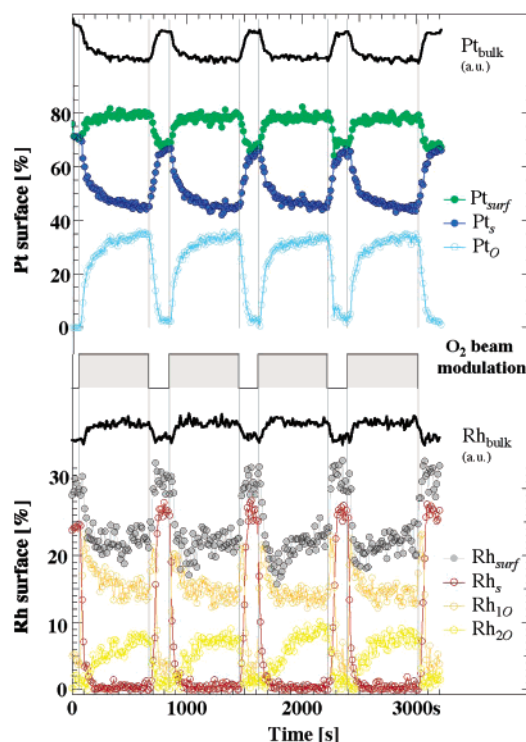 Pt_bulk
(a.u.)
80
60
40
20
0
Pt surface [%]
Pt_surf
Pt_s
Pt_O
O₂ beam
modulation
Rh_bulk
(a.u.)
30
20
10
0
Rh surface [%]
Rh_surf
Rh_s
Rh_1O
Rh_2O
0
1000
2000
3000s
Time [s]